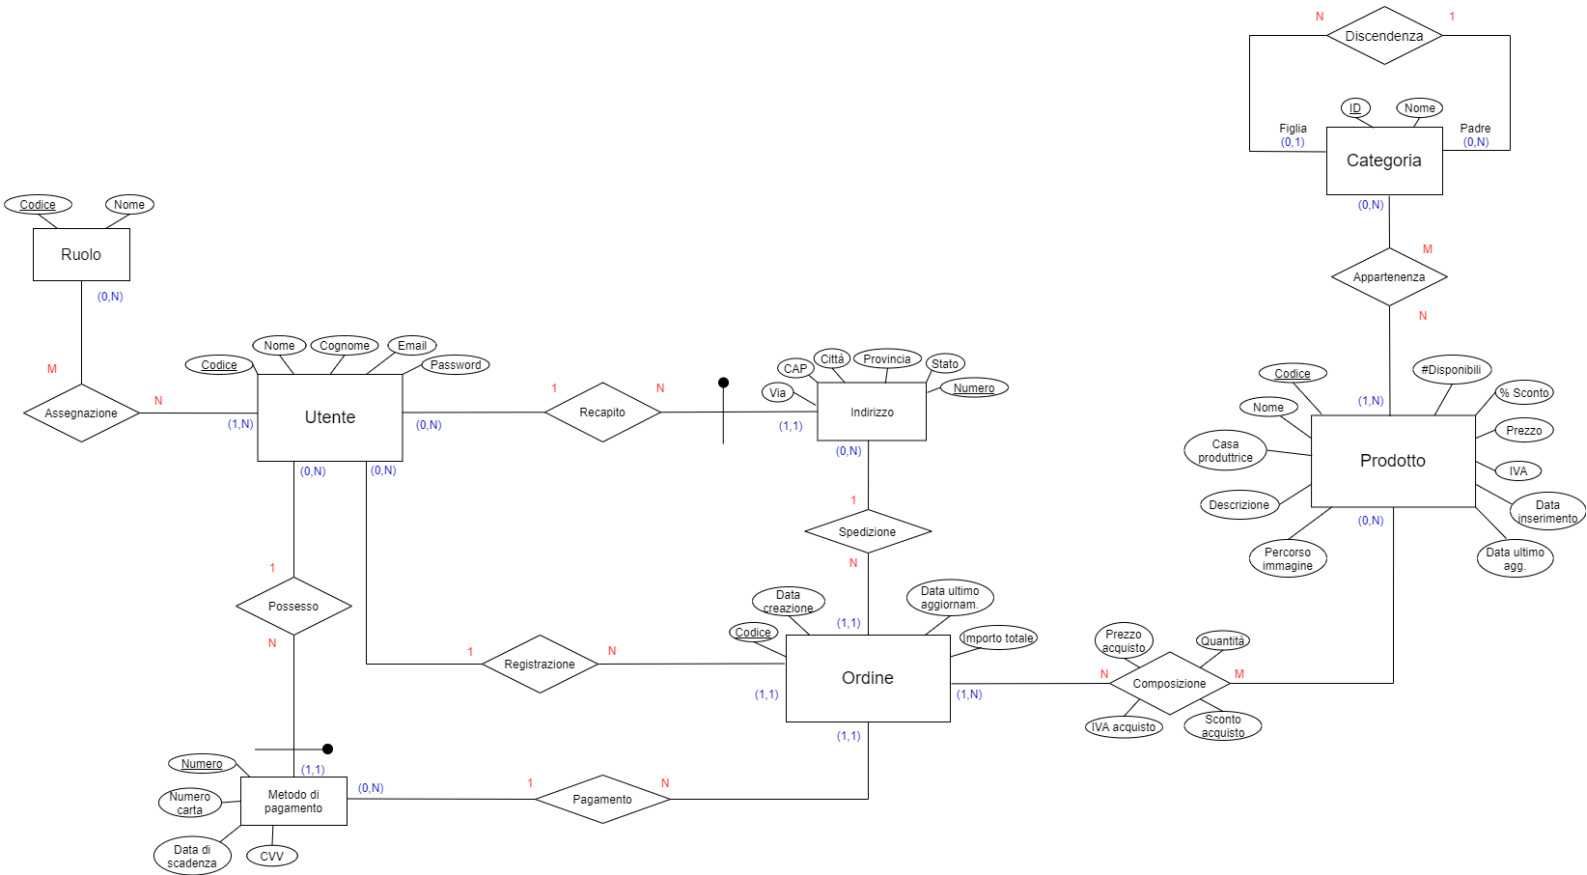 N
1
Discendenza
ID
Nome
Figlia
(0,1)
Padre
(0,N)
Categoria
(0,N)
M
Appartenenza
N
Codice
Nome
Ruolo
(0,N)
M
Assegnazione
N
Codice
Nome
Cognome
Email
Password
Utente
(1,N)
(0,N)
(0,N)
(0,N)
1
Recapito
N
(1,1)
Via
CAP
Città
Provincia
Stato
Numero
Indirizzo
(0,N)
1
Spedizione
N
(1,1)
Codice
Nome
Casa
produttrice
Descrizione
Percorso
immagine
#Disponibili
% Sconto
Prezzo
IVA
Data
inserimento
Data ultimo
agg.
(1,N)
Prodotto
(0,N)
1
Possesso
N
(1,1)
1
Registrazione
N
(1,1)
Codice
Data
creazione
Data ultimo
aggiornam.
Importo totale
Ordine
(1,N)
(1,1)
N
Composizione
M
Prezzo
acquisto
Quantità
IVA acquisto
Sconto
acquisto
Numero
Numero
carta
Data di
scadenza
CVV
Metodo di
pagamento
(0,N)
1
Pagamento
N